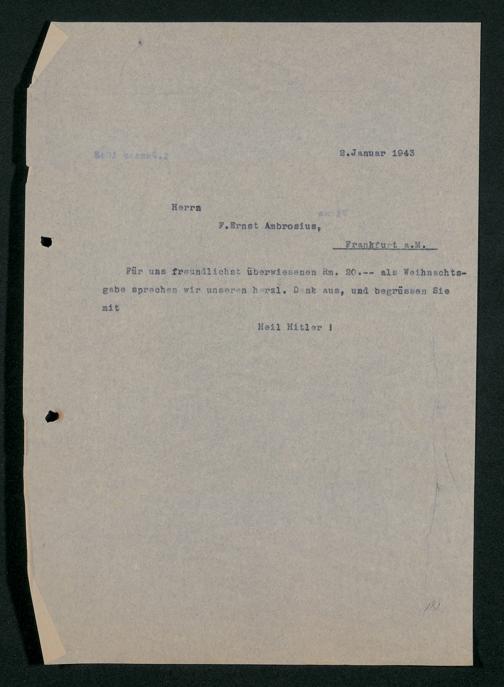 2.Januar 1943
Herrn
F.Ernst Ambrosius,
Frankfurt a.M.
Für uns freundlichst überwiesenen Rm. 20.-- als Weihnachts-
gabe sprechen wir unseren herzl. Dank aus, und begrüssen Sie
mit
Heil Hitler !